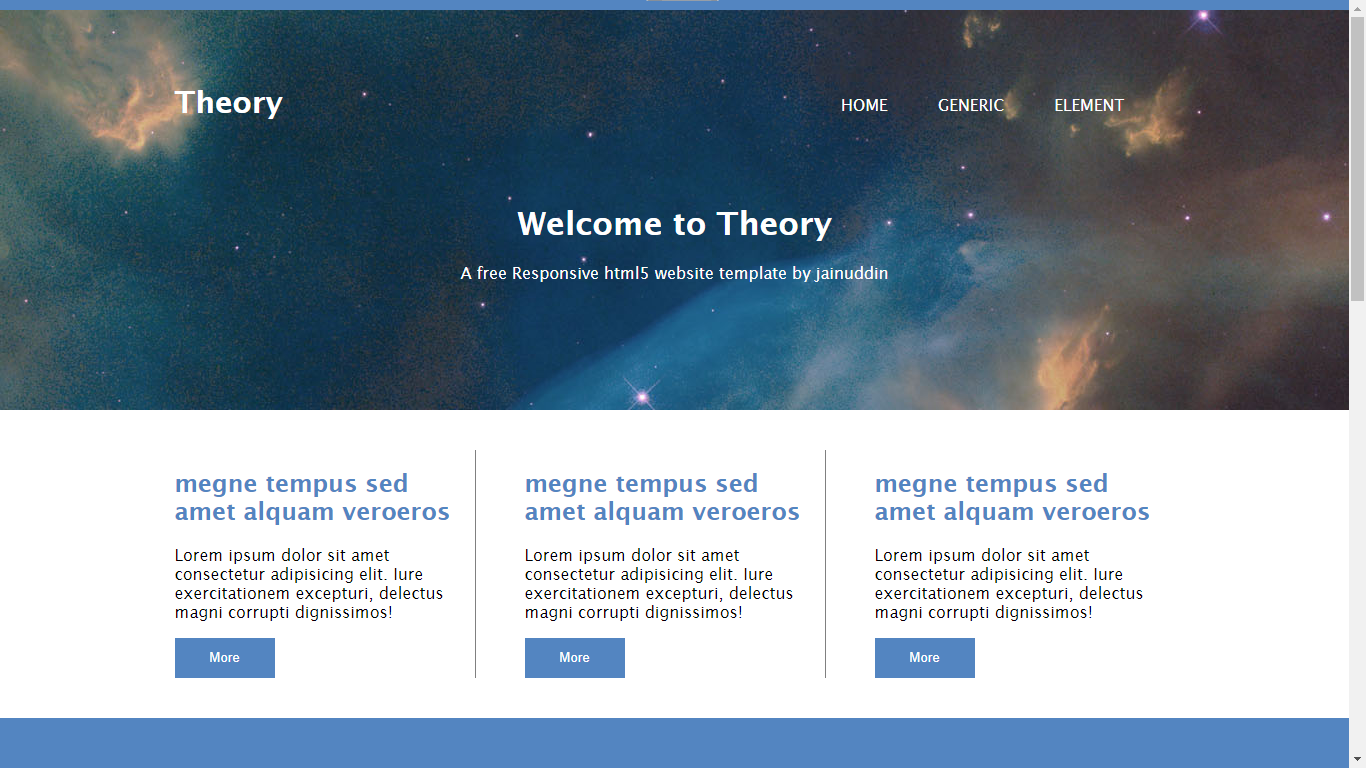 Theory
HOME GENERIC ELEMENT
Welcome to Theory
A free Responsive html5 website template by jainuddin
megne tempus sed
amet alquam veroeros
Lorem ipsum dolor sit amet
consectetur adipisicing elit. Iure
exercitationem excepturi, delectus
magni corrupti dignissimos!
More
megne tempus sed
amet alquam veroeros
Lorem ipsum dolor sit amet
consectetur adipisicing elit. Iure
exercitationem excepturi, delectus
magni corrupti dignissimos!
More
megne tempus sed
amet alquam veroeros
Lorem ipsum dolor sit amet
consectetur adipisicing elit. Iure
exercitationem excepturi, delectus
magni corrupti dignissimos!
More